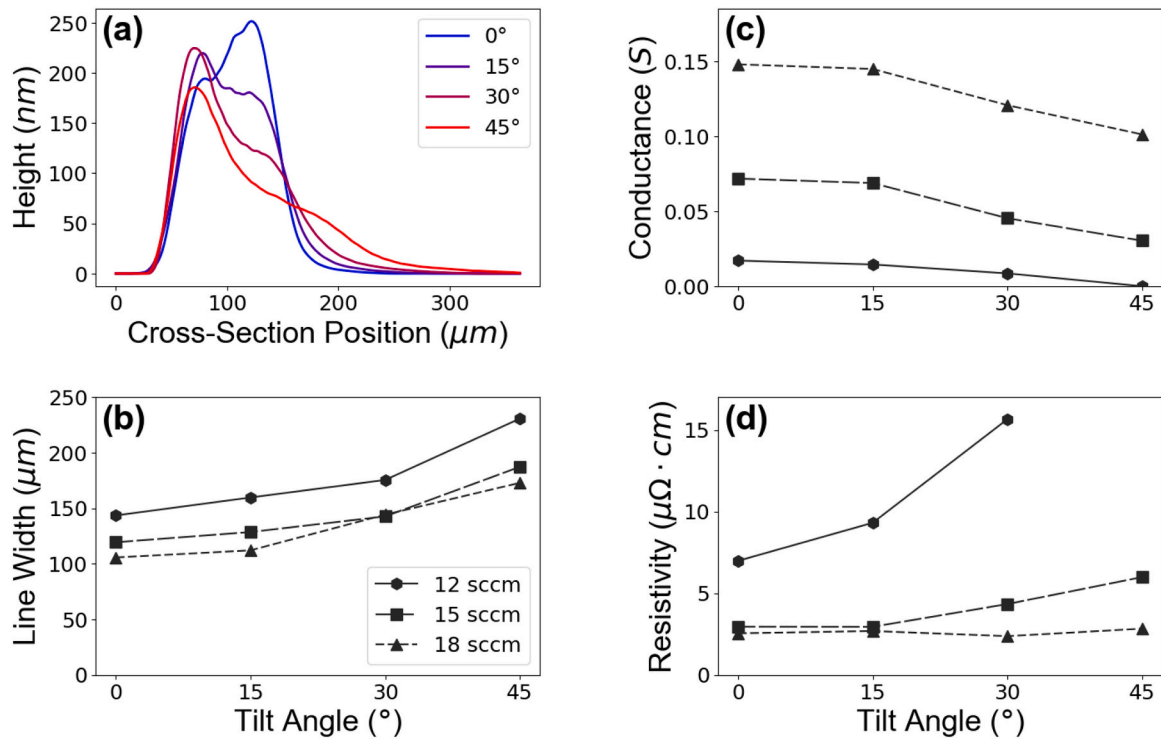 (a)
250
200
150
100
50
0
Height (nm)
0°
15°
30°
45°
0 100 200 300
Cross-Section Position (μm)
(c)
0.15
0.10
0.05
0.00
Conductance (S)
0 15 30 45
(b)
250
200
150
100
50
0
Line Width (μm)
12 sccm
15 sccm
18 sccm
0 15 30 45
Tilt Angle (°)
(d)
15
10
5
0
Resistivity (μΩ · cm)
0 15 30 45
Tilt Angle (°)